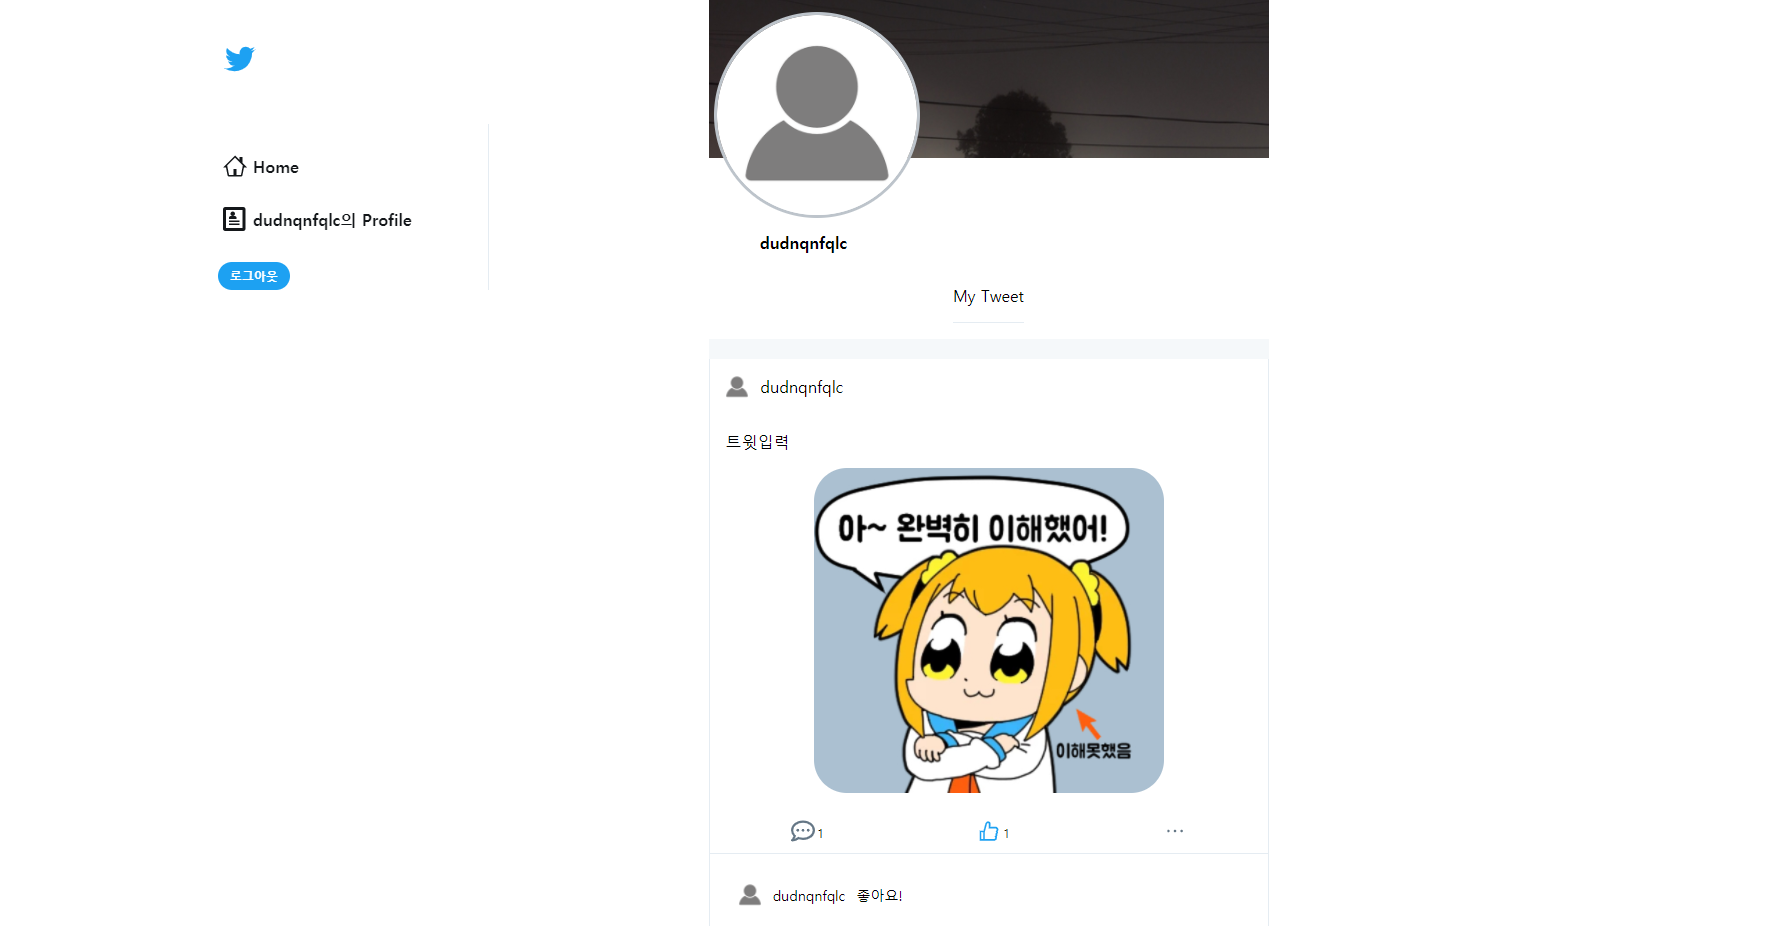 Home
dudnqnfqlc의 Profile
로그아웃
dudnqnfqlc
My Tweet
dudnqnfqlc
트윗입력
아~ 완벽히 이해했어!
이해못했음
1
1
dudnqnfqlc 좋아요!